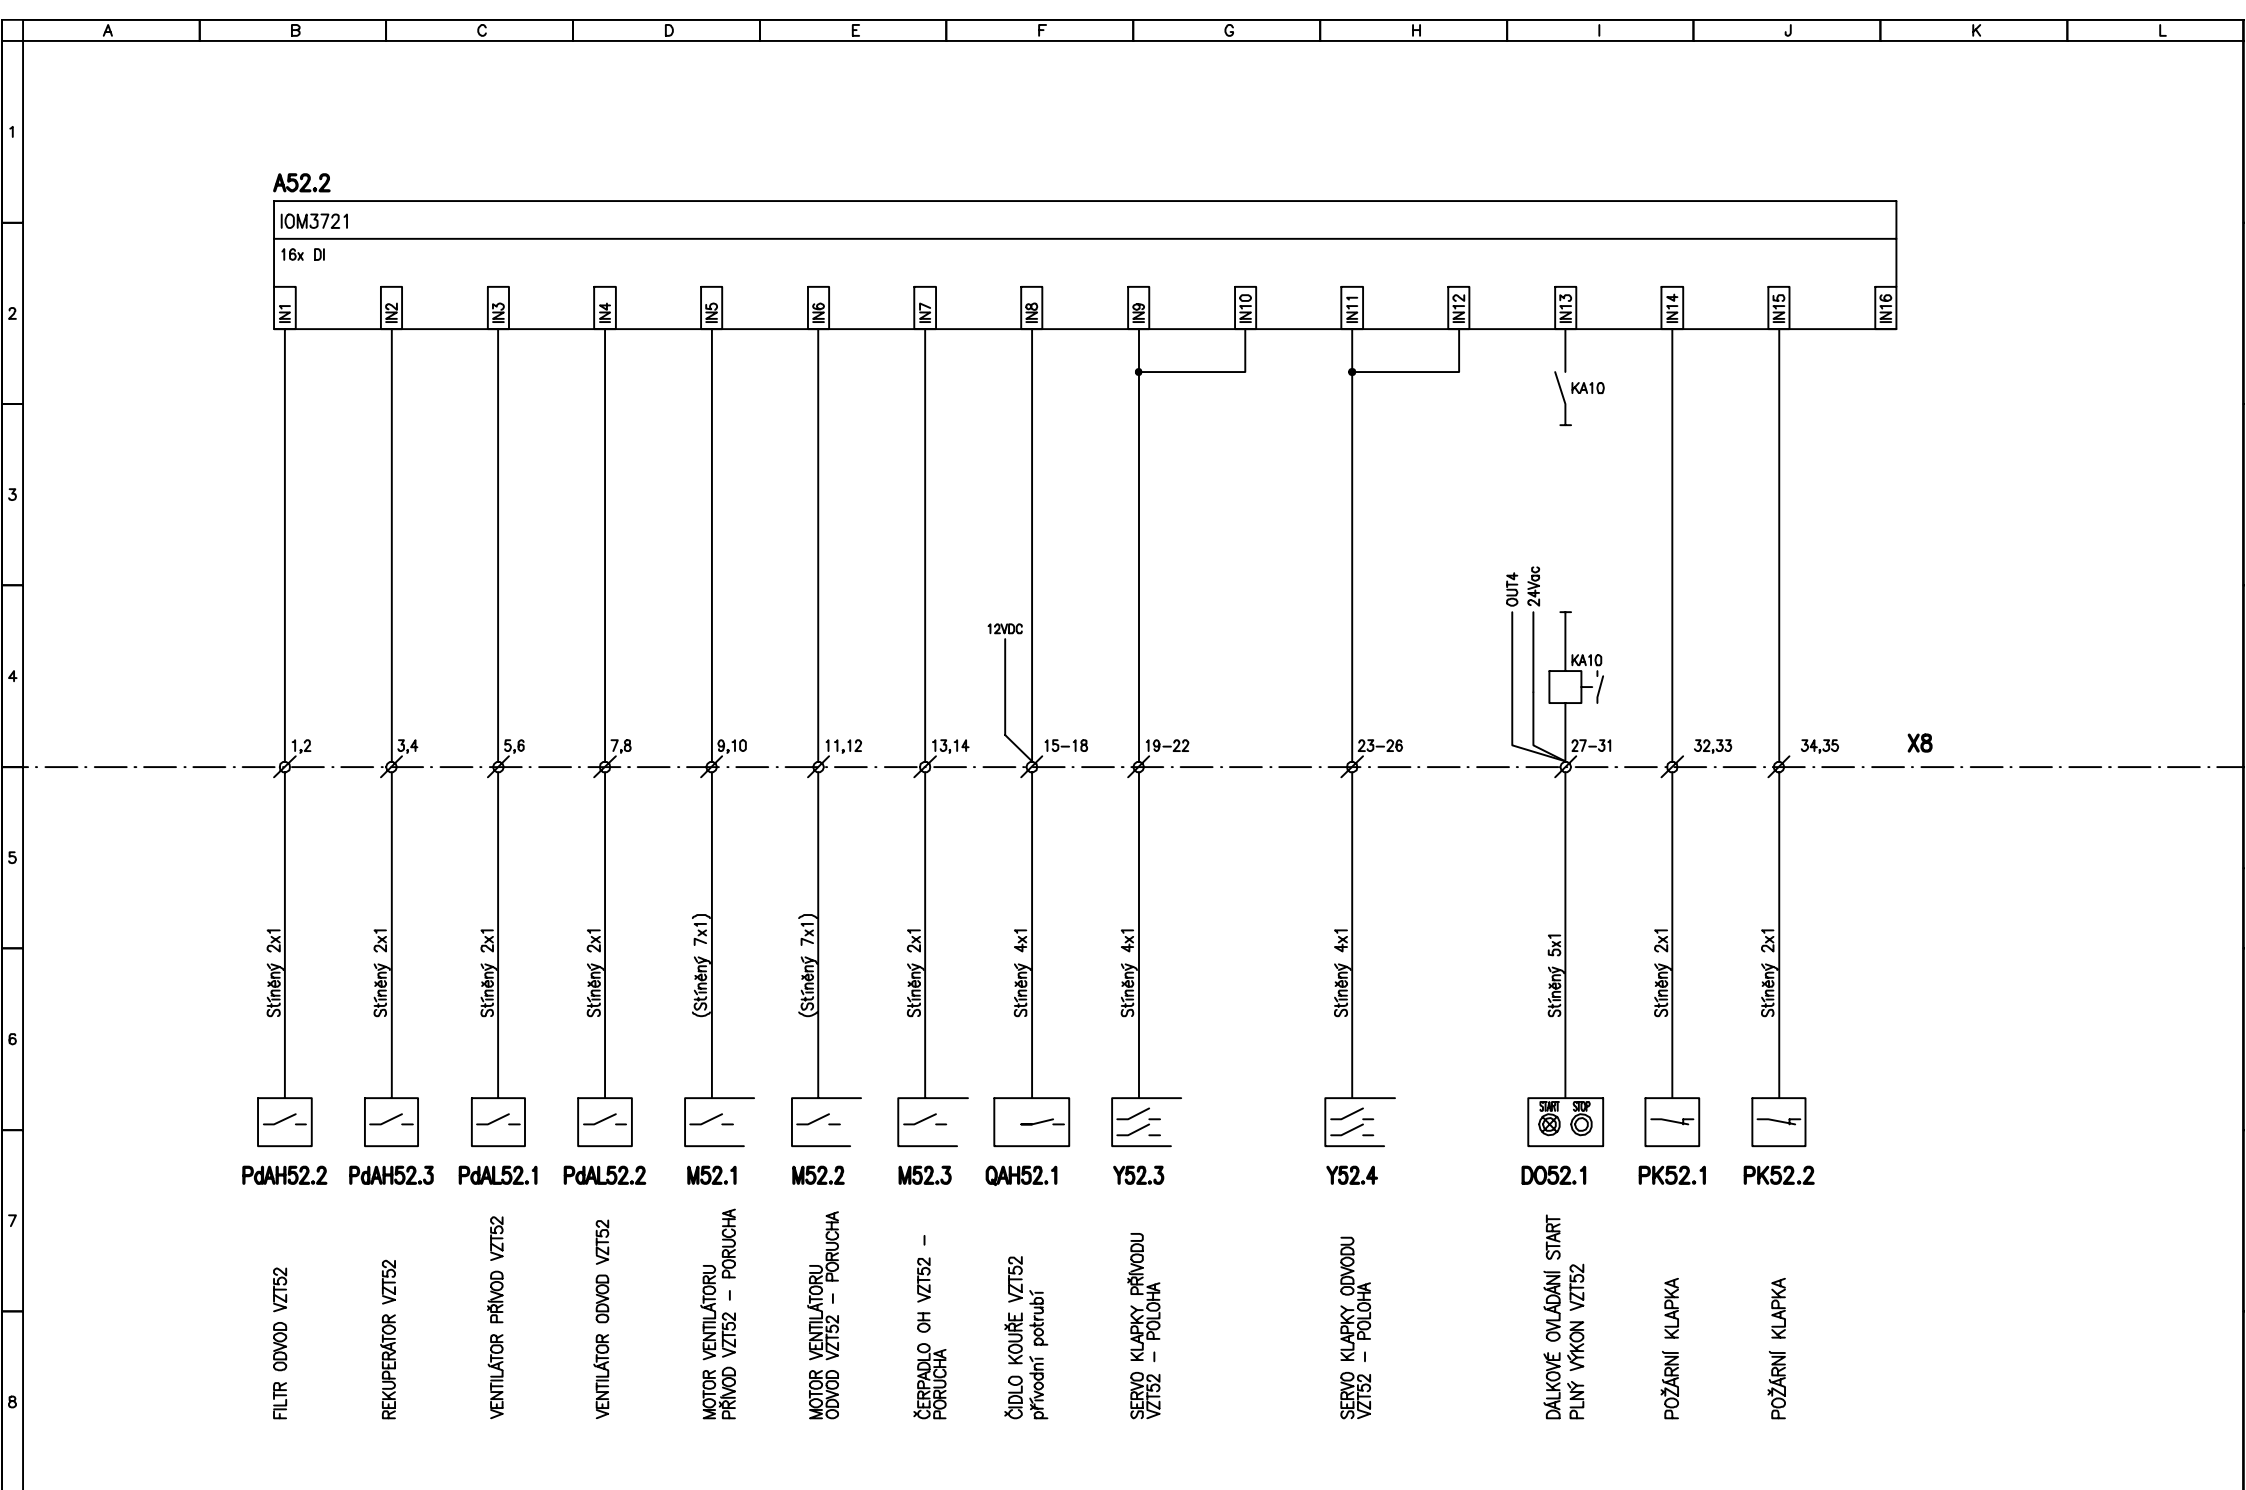 A
B
C
D
E
F
G
H
I
J
K
L
1
2
3
4
5
6
7
8
A52.2
IOM3721
16x DI
IN1
IN2
IN3
IN4
IN5
IN6
IN7
IN8
IN9
IN10
IN11
IN12
IN13
IN14
IN15
IN16
KA10
OUT4
24Vac
12VDC
KA10
1,2
3,4
5,6
7,8
9,10
11,12
13,14
15-18
19-22
23-26
27-31
32,33
34,35
X8
Stíněný 2x1
Stíněný 2x1
Stíněný 2x1
Stíněný 2x1
(Stíněný 7x1)
(Stíněný 7x1)
Stíněný 2x1
Stíněný 4x1
Stíněný 4x1
Stíněný 4x1
Stíněný 5x1
Stíněný 2x1
Stíněný 2x1
START
STOP
PdAH52.2
PdAH52.3
PdAL52.1
PdAL52.2
M52.1
M52.2
M52.3
QAH52.1
Y52.3
Y52.4
DO52.1
PK52.1
PK52.2
FILTR ODVOD VZT52
REKUPERÁTOR VZT52
VENTILÁTOR PŘÍVOD VZT52
VENTILÁTOR ODVOD VZT52
MOTOR VENTILÁTORU
PŘÍVOD VZT52 - PORUCHA
MOTOR VENTILÁTORU
ODVOD VZT52 - PORUCHA
ČERPADLO OH VZT52 -
PORUCHA
ČIDLO KOUŘE VZT52
přívodní potrubí
SERVO KLAPKY PŘÍVODU
VZT52 - POLOHA
SERVO KLAPKY ODVODU
VZT52 - POLOHA
DÁLKOVÉ OVLÁDÁNÍ START
PLNÝ VÝKON VZT52
POŽÁRNÍ KLAPKA
POŽÁRNÍ KLAPKA